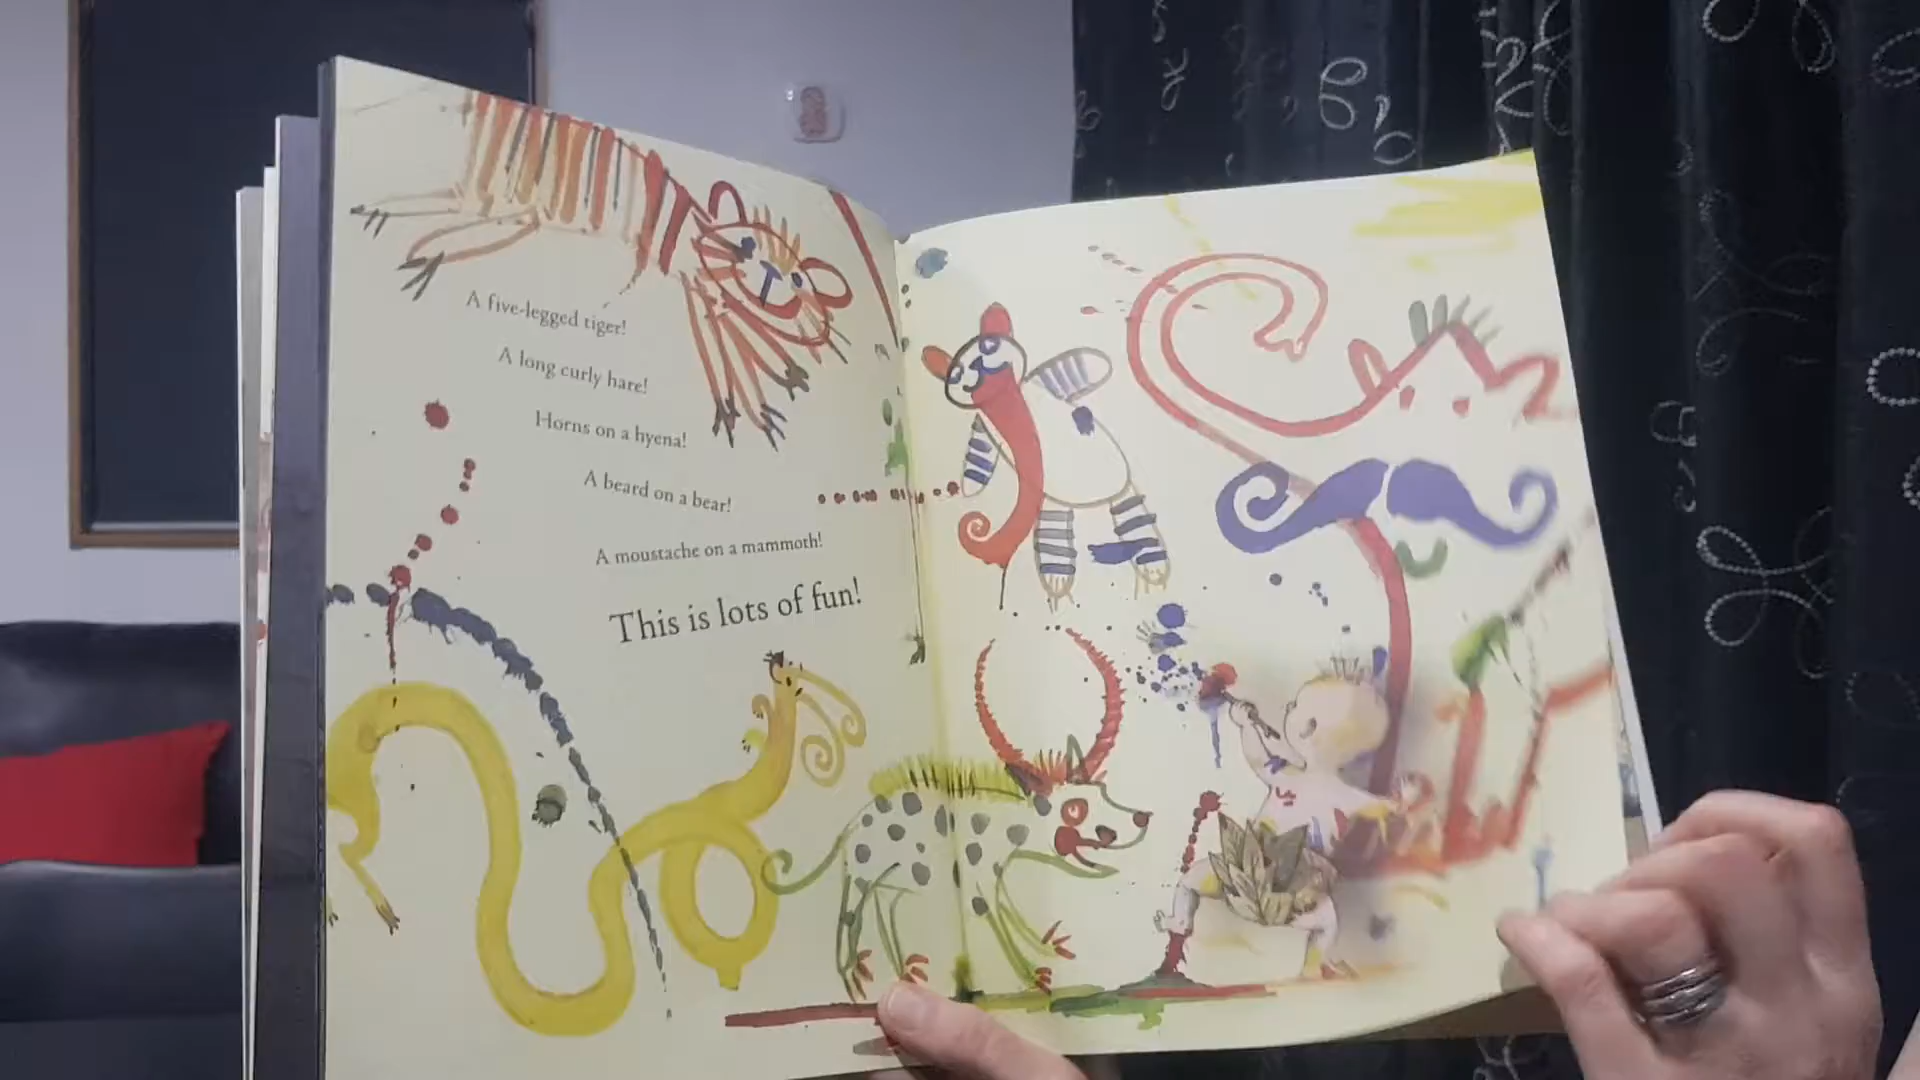 A five-legged tiger!
A long curly hare!
Horns on a hyena!
A beard on a bear!
A moustache on a mammoth!
This is lots of fun!